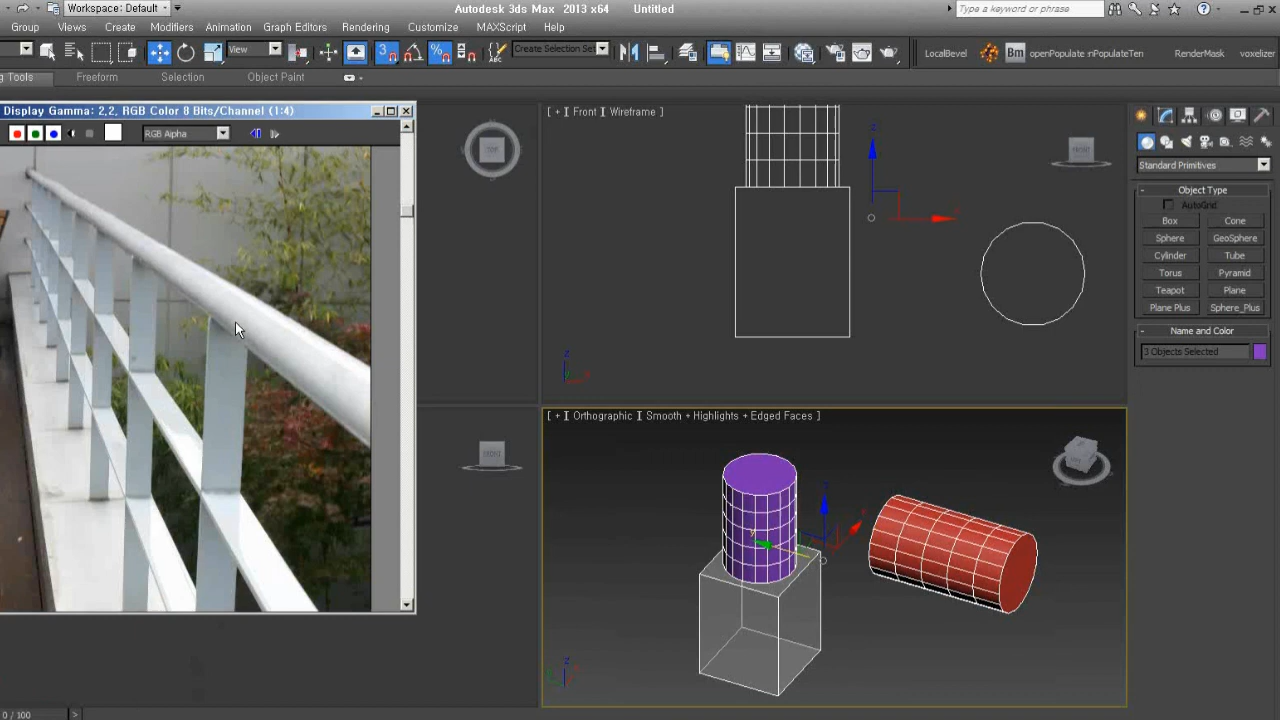 Workspace: Default
Autodesk 3ds Max 2013 x64 Untitled
Type a keyword or phrase
Group Views Create Modifiers Animation Graph Editors Rendering Customize MAXScript Help
View
3
Create Selection Se
LocalBevel
Bm
openPopulate
nPopulateTen
RenderMask
voxelizer
g Tools Freeform Selection Object Paint
Display Gamma: 2,2, RGB Color 8 Bits/Channel (1:4)
RGB Alpha
[ + ][ Front ][ Wireframe ]
FRONT
Standard Primitives
Object Type
AutoGrid
Box Cone
Sphere GeoSphere
Cylinder Tube
Torus Pyramid
Teapot Plane
Plane Plus Sphere_Plus
Name and Color
3 Objects Selected
[ + ][ Orthographic ][ Smooth + Highlights + Edged Faces ]
FRONT
0 / 100